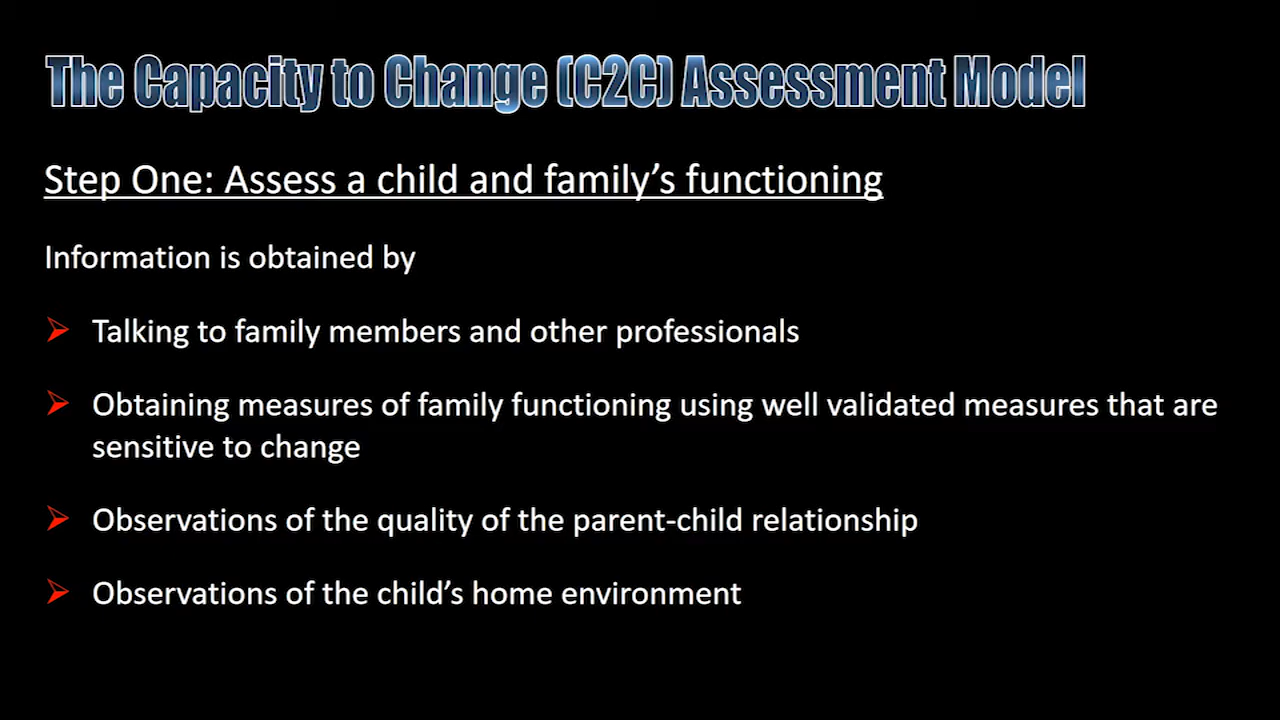 The Capacity to Change (C2C) Assessment Model
Step One: Assess a child and family’s functioning
Information is obtained by
Talking to family members and other professionals
Obtaining measures of family functioning using well validated measures that are
sensitive to change
Observations of the quality of the parent-child relationship
Observations of the child’s home environment